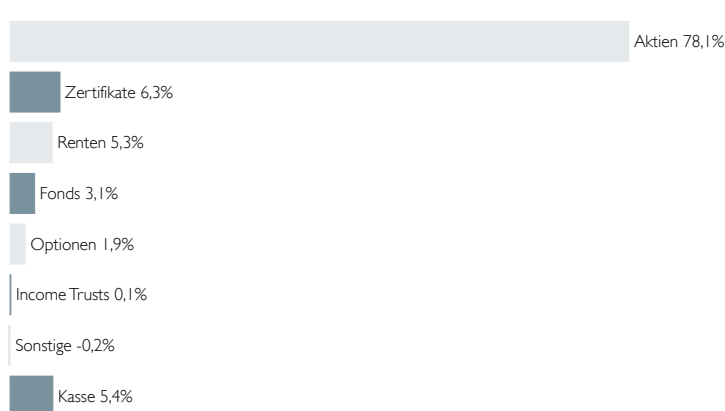 Aktien 78,1%
Zertifikate 6,3%
Renten 5,3%
Fonds 3,1%
Optionen 1,9%
Income Trusts 0,1%
Sonstige -0,2%
Kasse 5,4%